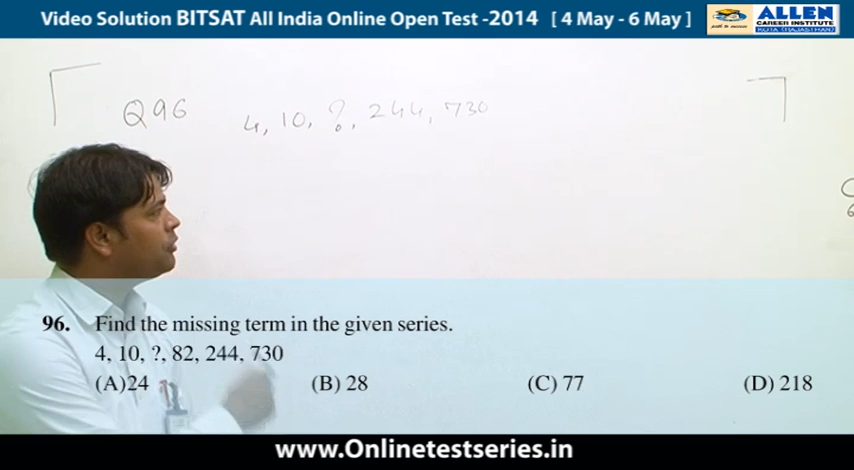 Video Solution BITSAT All India Online Open Test -2014 [ 4 May - 6 May ]
ALLEN
CAREER INSTITUTE
KOTA (RAJASTHAN)
Q96 4, 10, ?, 244, 730
96. Find the missing term in the given series.
4, 10, ?, 82, 244, 730
(A)24 (B) 28 (C) 77 (D) 218
www.Onlinetestseries.in